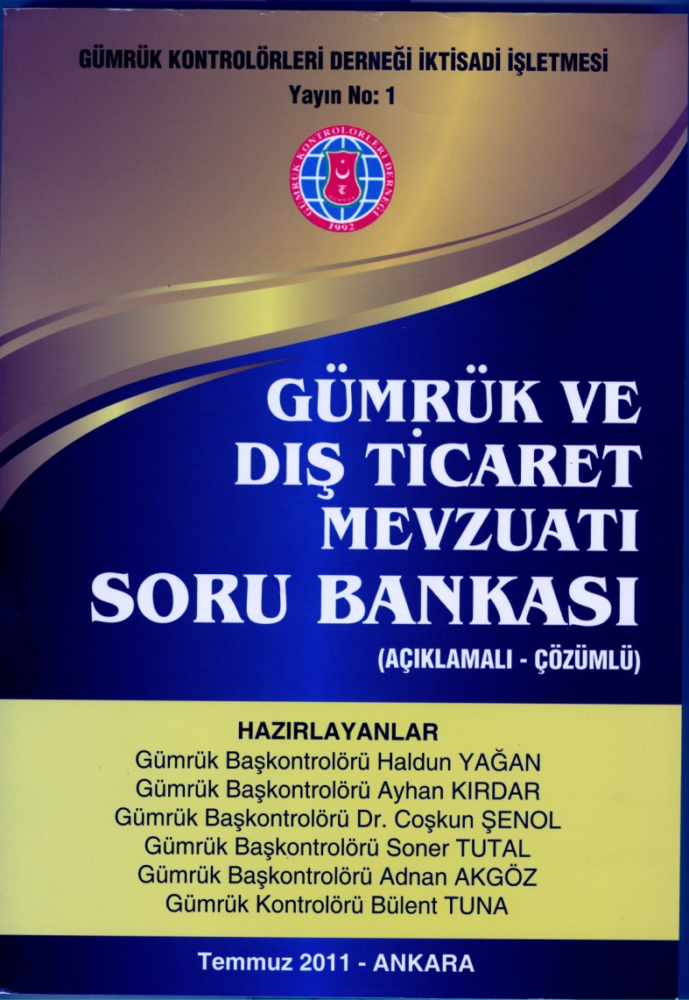 GÜMRÜK KONTROLÖRLERİ DERNEĞİ İKTİSADİ İŞLETMESİ
Yayın No: 1
GÜMRÜK KONTROLÖRLERİ DERNEĞİ
TC
GÜMRÜK
1992
GÜMRÜK VE
DIŞ TİCARET
MEVZUATI
SORU BANKASI
(AÇIKLAMALI - ÇÖZÜMLÜ)
HAZIRLAYANLAR
Gümrük Başkontrolörü Haldun YAĞAN
Gümrük Başkontrolörü Ayhan KIRDAR
Gümrük Başkontrolörü Dr. Coşkun ŞENOL
Gümrük Başkontrolörü Soner TUTAL
Gümrük Başkontrolörü Adnan AKGÖZ
Gümrük Kontrolörü Bülent TUNA
Temmuz 2011 - ANKARA